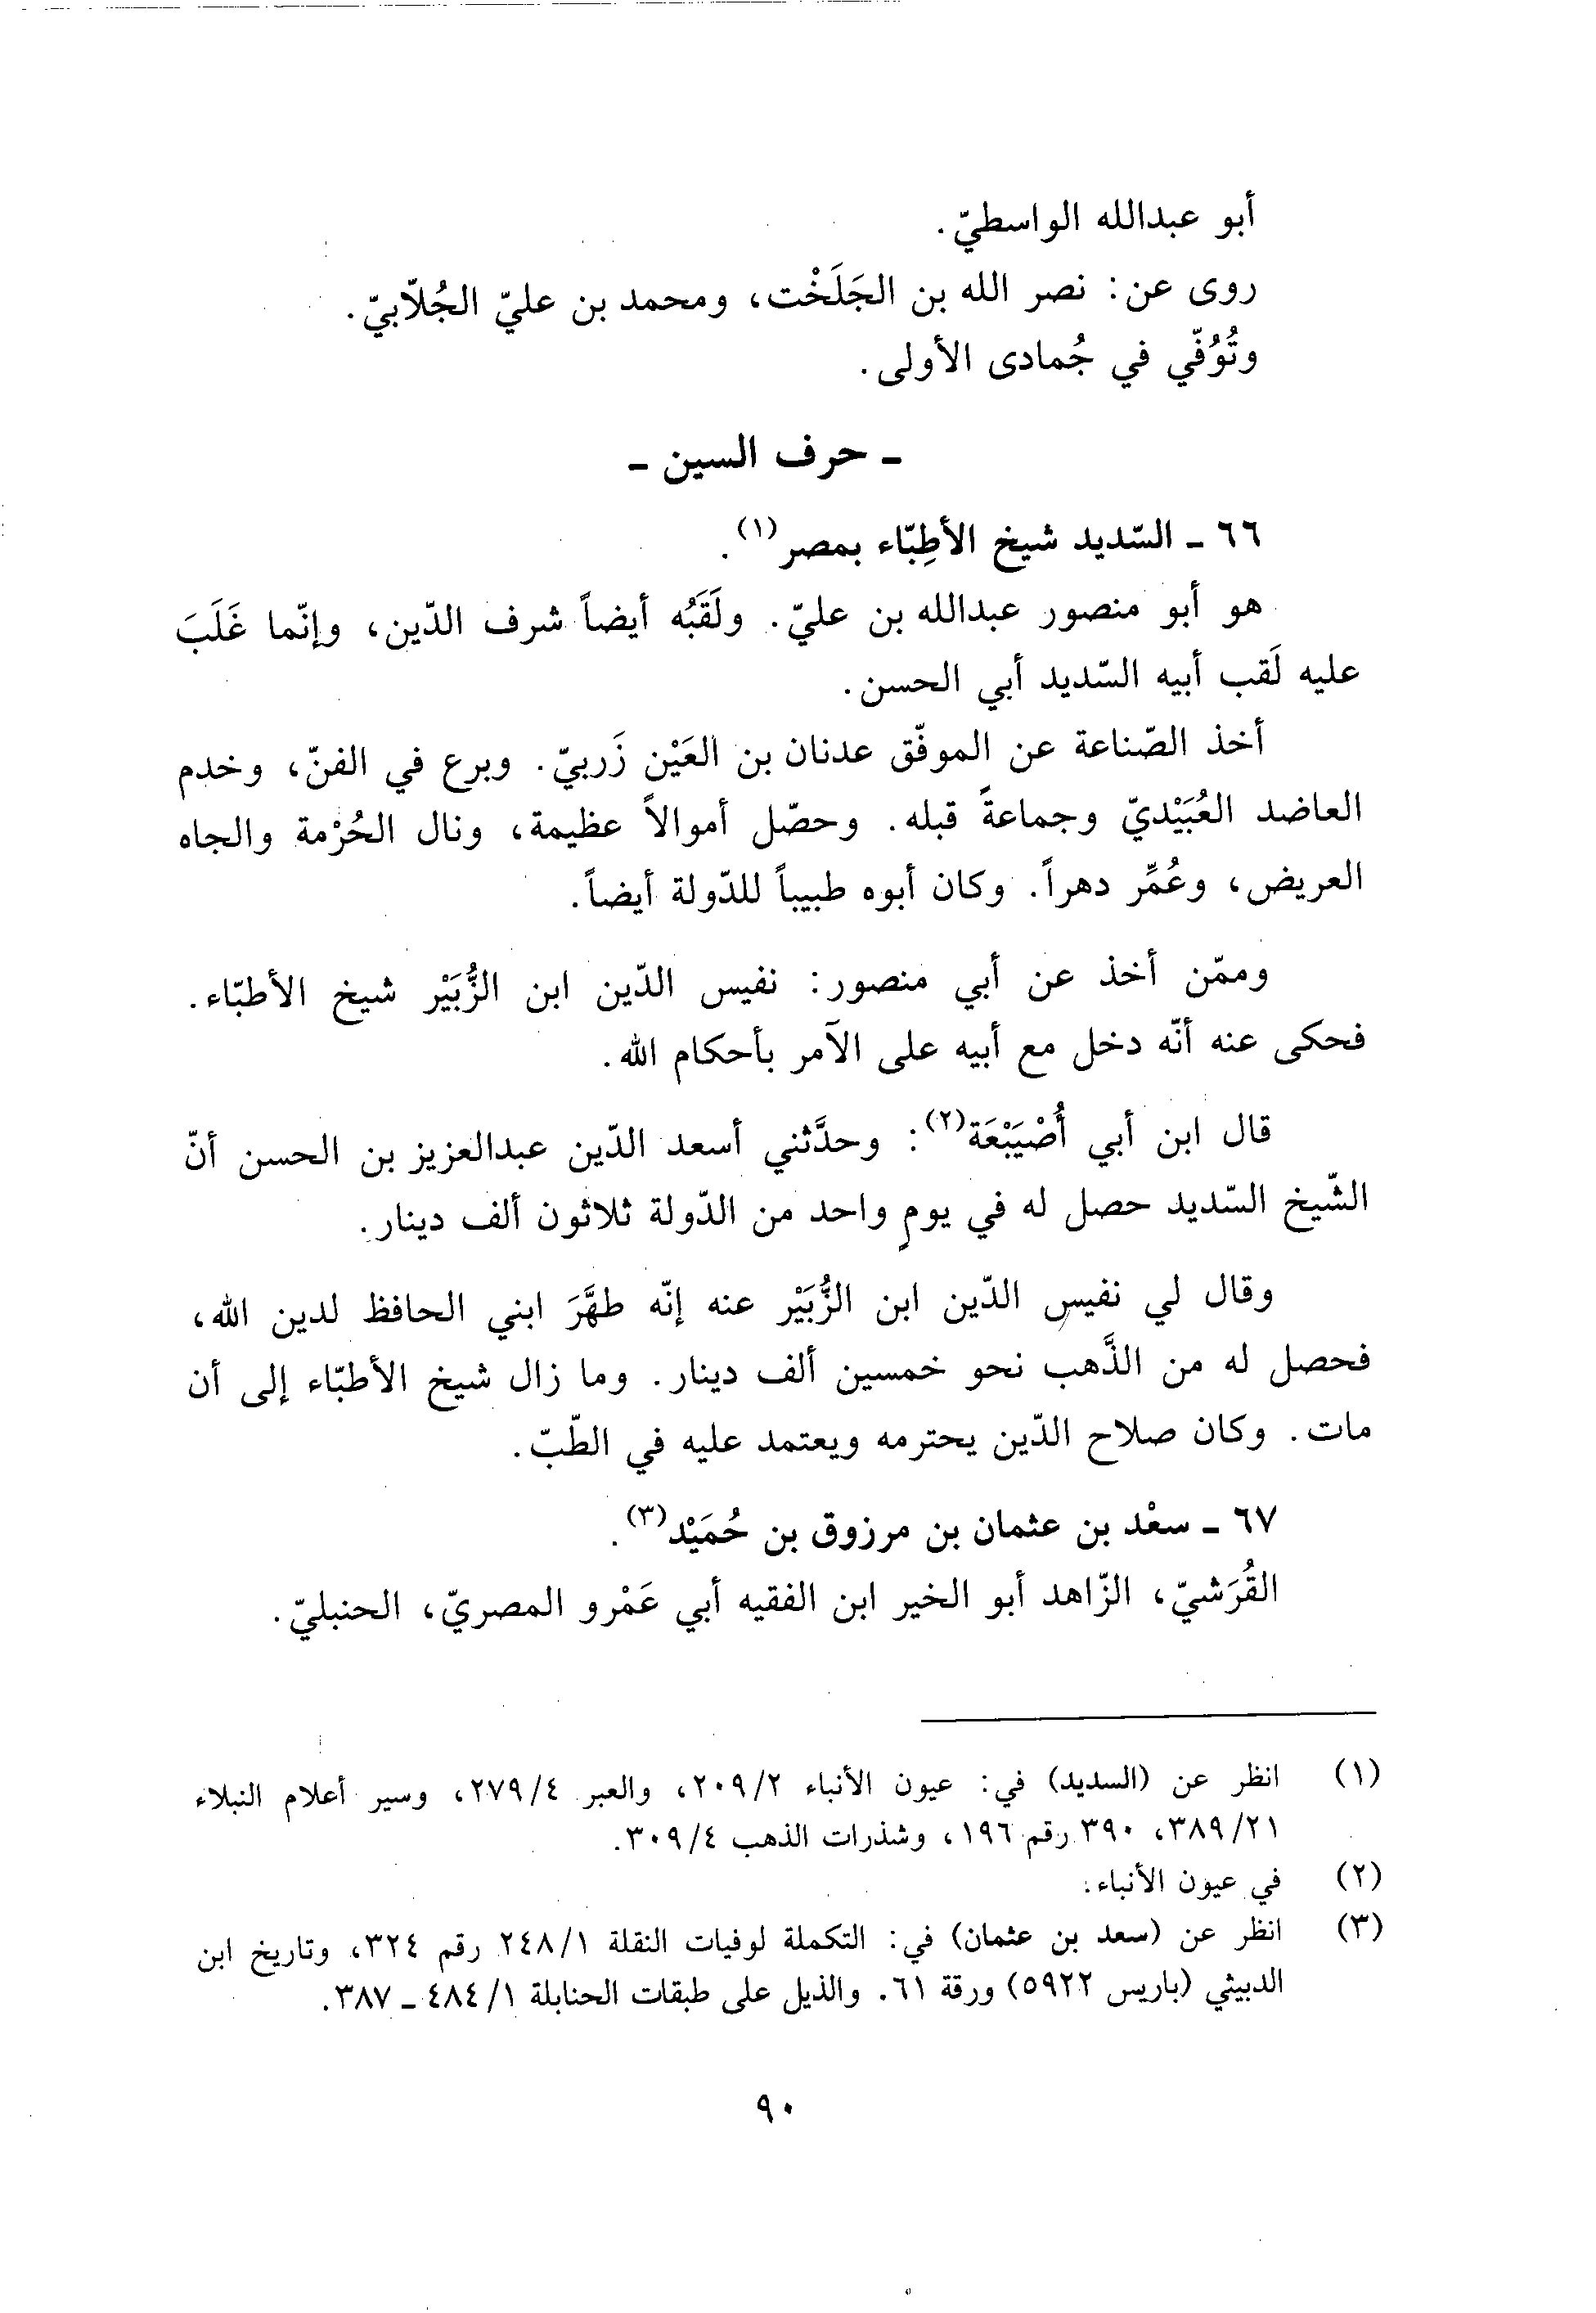 أبو عبدالله الواسطيّ.
روى عن: نصر الله بن الجَلَخْت، ومحمد بن عليّ الجُلّابيّ.
وتُوُفّي في جُمادى الأولى.
ـ حرف السين ـ
٦٦ ـ السّديد شيخ الأطِبّاء بمصر(١).
هو أبو منصور عبدالله بن عليّ. ولَقَبُه أيضاً شرف الدّين، وإنّما غَلَبَ
عليه لَقب أبيه السّديد أبي الحسن.
أخذ الصّناعة عن الموفّق عدنان بن العَيْن زَربيّ. وبرع في الفنّ، وخدم
العاضد العُبَيْديّ وجماعةً قبله. وحصّل أموالاً عظيمة، ونال الحُرْمة والجاه
العريض، وعُمِّر دهراً. وكان أبوه طبيباً للدّولة أيضاً.
وممّن أخذ عن أبي منصور: نفيس الدّين ابن الزُّبَيْر شيخ الأطبّاء.
فحكى عنه أنّه دخل مع أبيه على الآمر بأحكام الله.
قال ابن أبي أُصْيَبْعَة(٢): وحدَّثني أسعد الدّين عبدالعزيز بن الحسن أنّ
الشّيخ السّديد حصل له في يومٍ واحد من الدّولة ثلاثون ألف دينار.
وقال لي نفيس الدّين ابن الزُّبَيْر عنه إنّه طهَّرَ ابني الحافظ لدين الله،
فحصل له من الذَّهب نحو خمسين ألف دينار. وما زال شيخ الأطبّاء إلى أن
مات. وكان صلاح الدّين يحترمه ويعتمد عليه في الطّبّ.
٦٧ ـ سعْد بن عثمان بن مرزوق بن حُمَيْد(٣).
القُرَشيّ، الزّاهد أبو الخير ابن الفقيه أبي عَمْرو المصريّ، الحنبليّ.
(١) انظر عن (السديد) في: عيون الأنباء ٢/ ٢٠٩، والعبر ٤/ ٢٧٩، وسير أعلام النبلاء
٢١/ ٣٨٩، ٣٩٠ رقم ١٩٦، وشذرات الذهب ٤/ ٣٠٩.
(٢) في عيون الأنباء.
(٣) انظر عن (سعد بن عثمان) في: التكملة لوفيات النقلة ١/ ٢٤٨ رقم ٣٢٤، وتاريخ ابن
الدبيثي (باريس ٥٩٢٢) ورقة ٦١. والذيل على طبقات الحنابلة ١/ ٤٨٤ ـ ٣٨٧.
٩٠